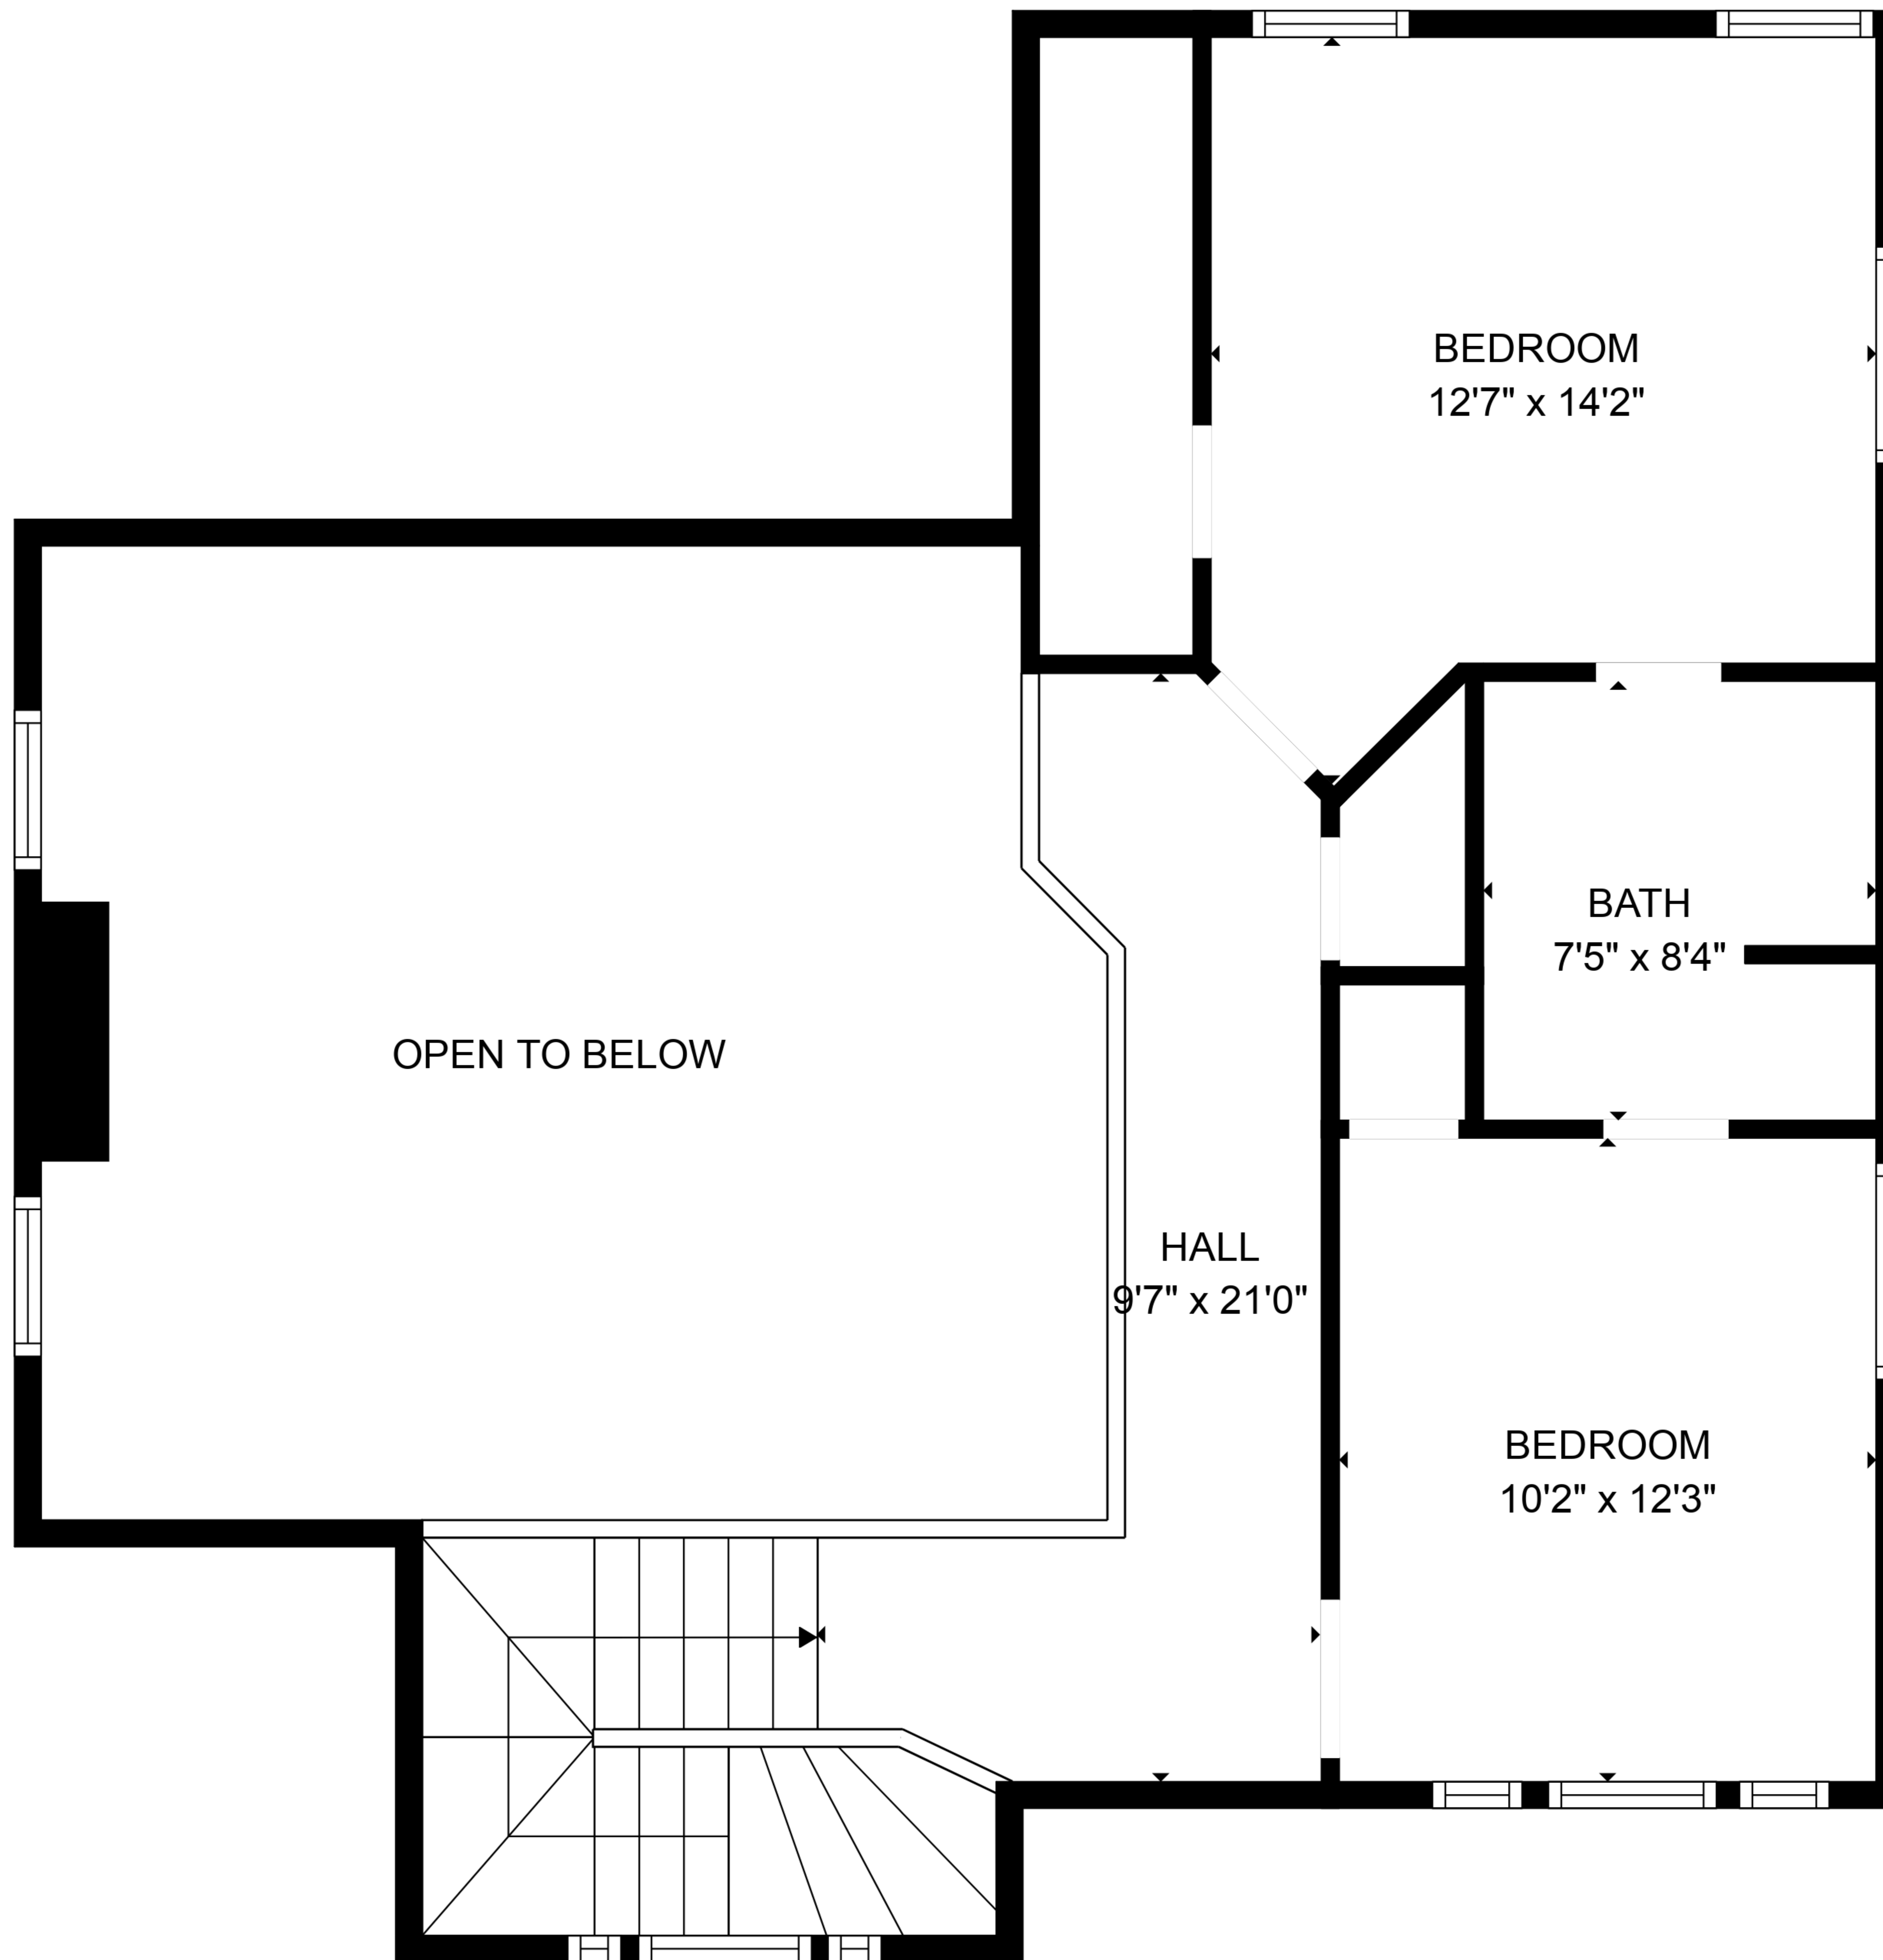 BEDROOM
12'7" x 14'2"
BATH
7'5" x 8'4"
OPEN TO BELOW
HALL
9'7" x 21'0"
BEDROOM
10'2" x 12'3"